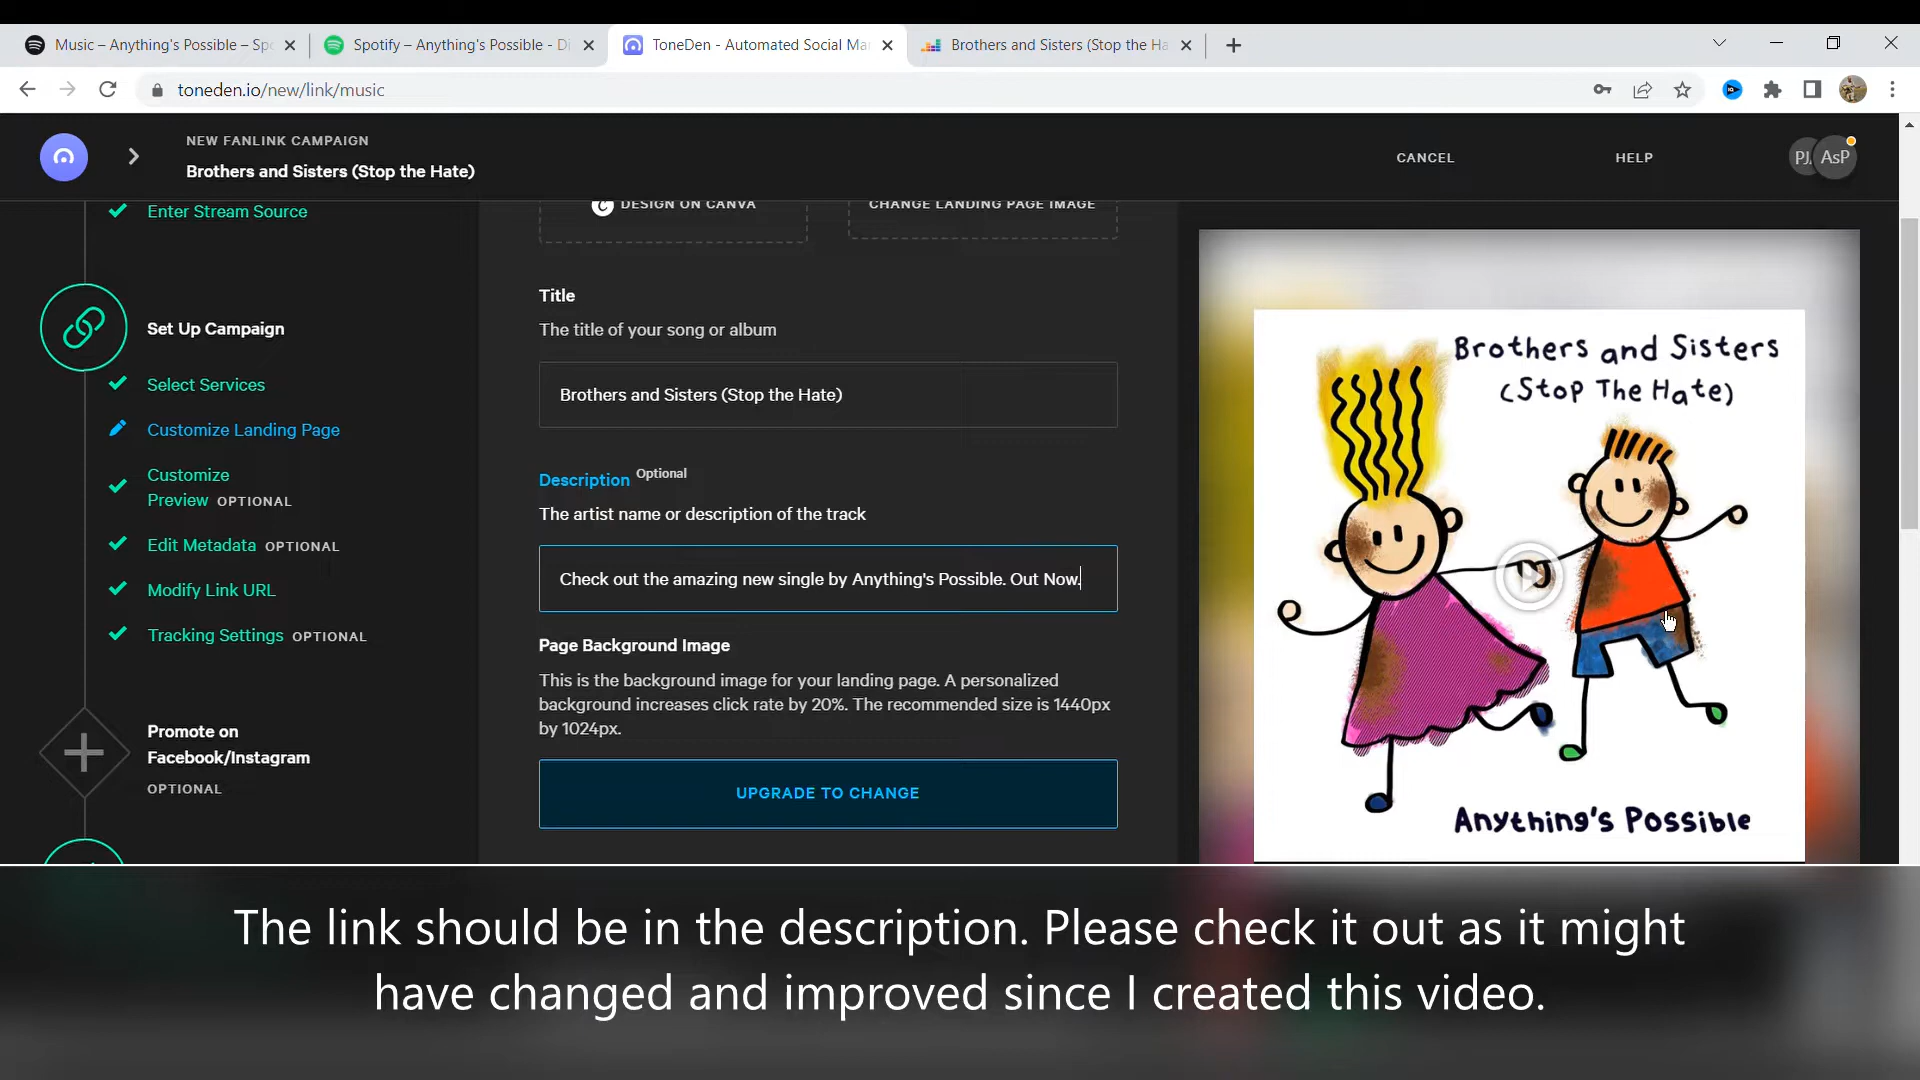 Music – Anything's Possible – Spo
Spotify – Anything's Possible - Di
ToneDen - Automated Social Mar
Brothers and Sisters (Stop the Ha
toneden.io/new/link/music
NEW FANLINK CAMPAIGN
Brothers and Sisters (Stop the Hate)
CANCEL
HELP
PJ
AsP
Enter Stream Source
DESIGN ON CANVA
CHANGE LANDING PAGE IMAGE
Set Up Campaign
Select Services
Customize Landing Page
Customize
Preview OPTIONAL
Edit Metadata OPTIONAL
Modify Link URL
Tracking Settings OPTIONAL
Promote on
Facebook/Instagram
OPTIONAL
Title
The title of your song or album
Brothers and Sisters (Stop the Hate)
Description Optional
The artist name or description of the track
Check out the amazing new single by Anything's Possible. Out Now.
Page Background Image
This is the background image for your landing page. A personalized
background increases click rate by 20%. The recommended size is 1440px
by 1024px.
UPGRADE TO CHANGE
Brothers and Sisters
(Stop The Hate)
Anything's Possible
The link should be in the description. Please check it out as it might
have changed and improved since I created this video.